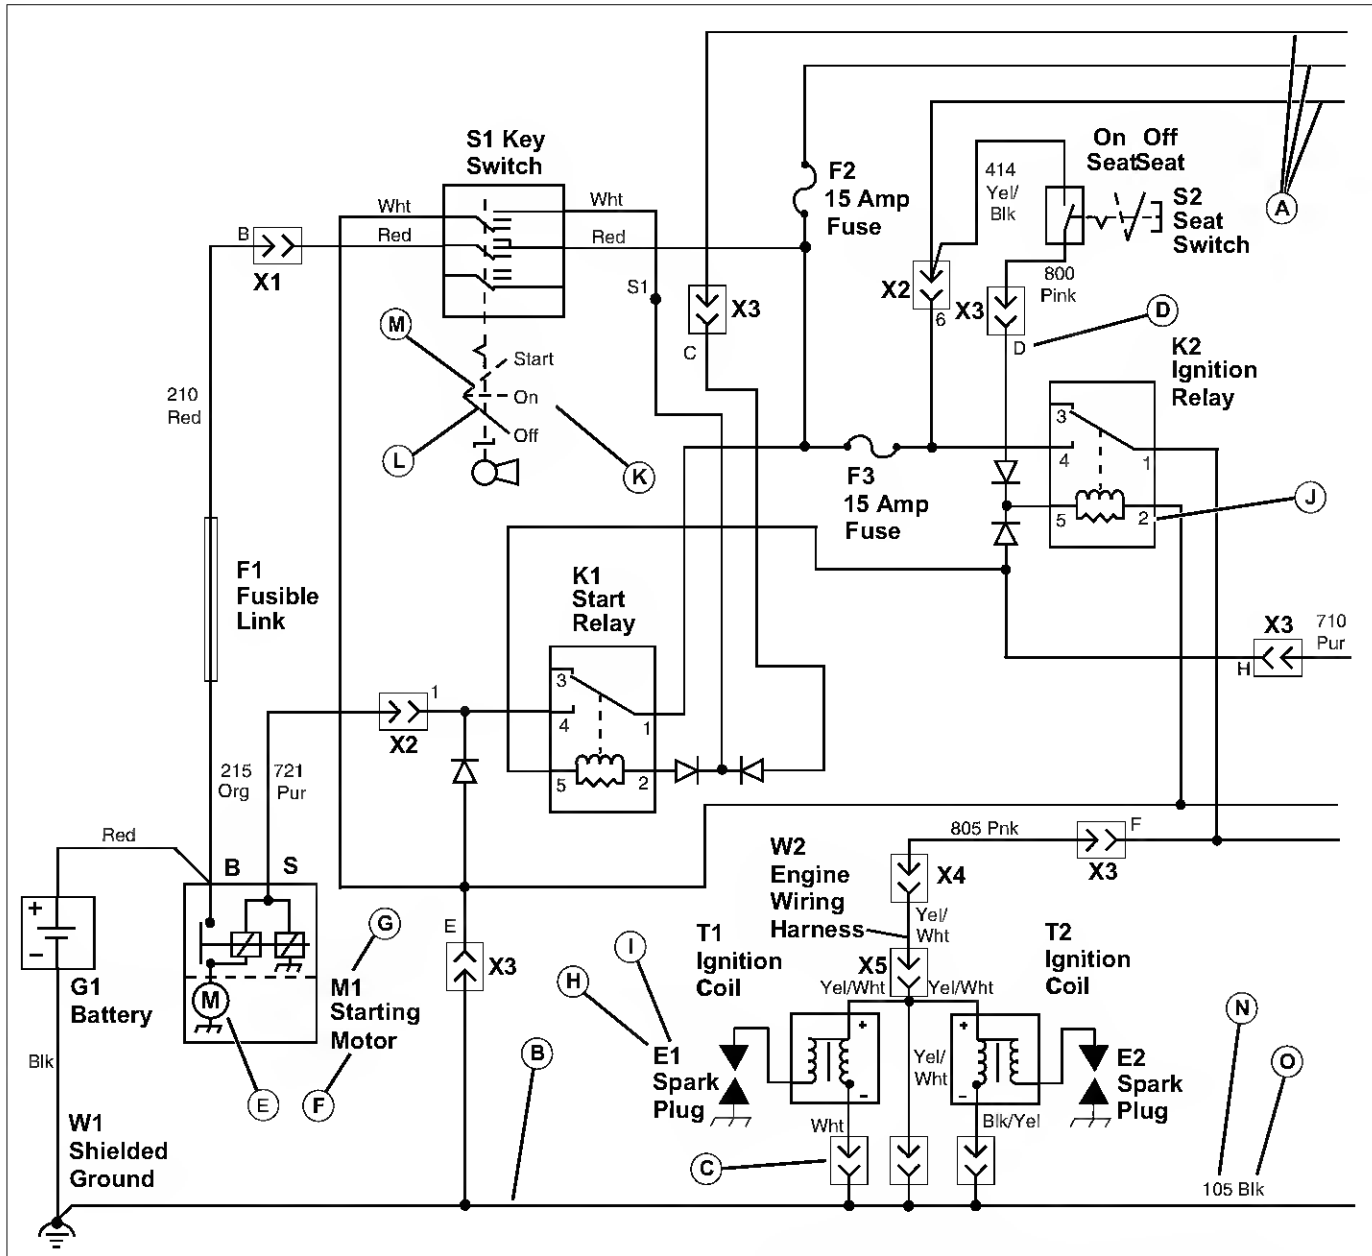 A
S1 Key
Switch
On Off
SeatSeat
F2
15 Amp
Fuse
414
Yel/
Blk
S2
Seat
Switch
Wht
Wht
B
Red
Red
X1
S1
X3
C
X2
6
800
Pink
X3
D
D
K2
Ignition
Relay
M
Start
On
Off
L
K
210
Red
3
4
1
5
2
J
F3
15 Amp
Fuse
F1
Fusible
Link
K1
Start
Relay
X3
710
Pur
H
1
X2
3
4
1
5
2
215
Org
721
Pur
Red
B
S
805 Pnk
F
X3
W2
Engine
Wiring
Harness
X4
Yel/
Wht
+
−
G1
Battery
G
M
M1
Starting
Motor
E
X3
I
H
T1
Ignition
Coil
X5
Yel/Wht
Yel/Wht
T2
Ignition
Coil
N
O
Blk
E
F
B
E1
Spark
Plug
+
-
Yel/
Wht
+
-
E2
Spark
Plug
Wht
Blk/Yel
W1
Shielded
Ground
C
105 Blk